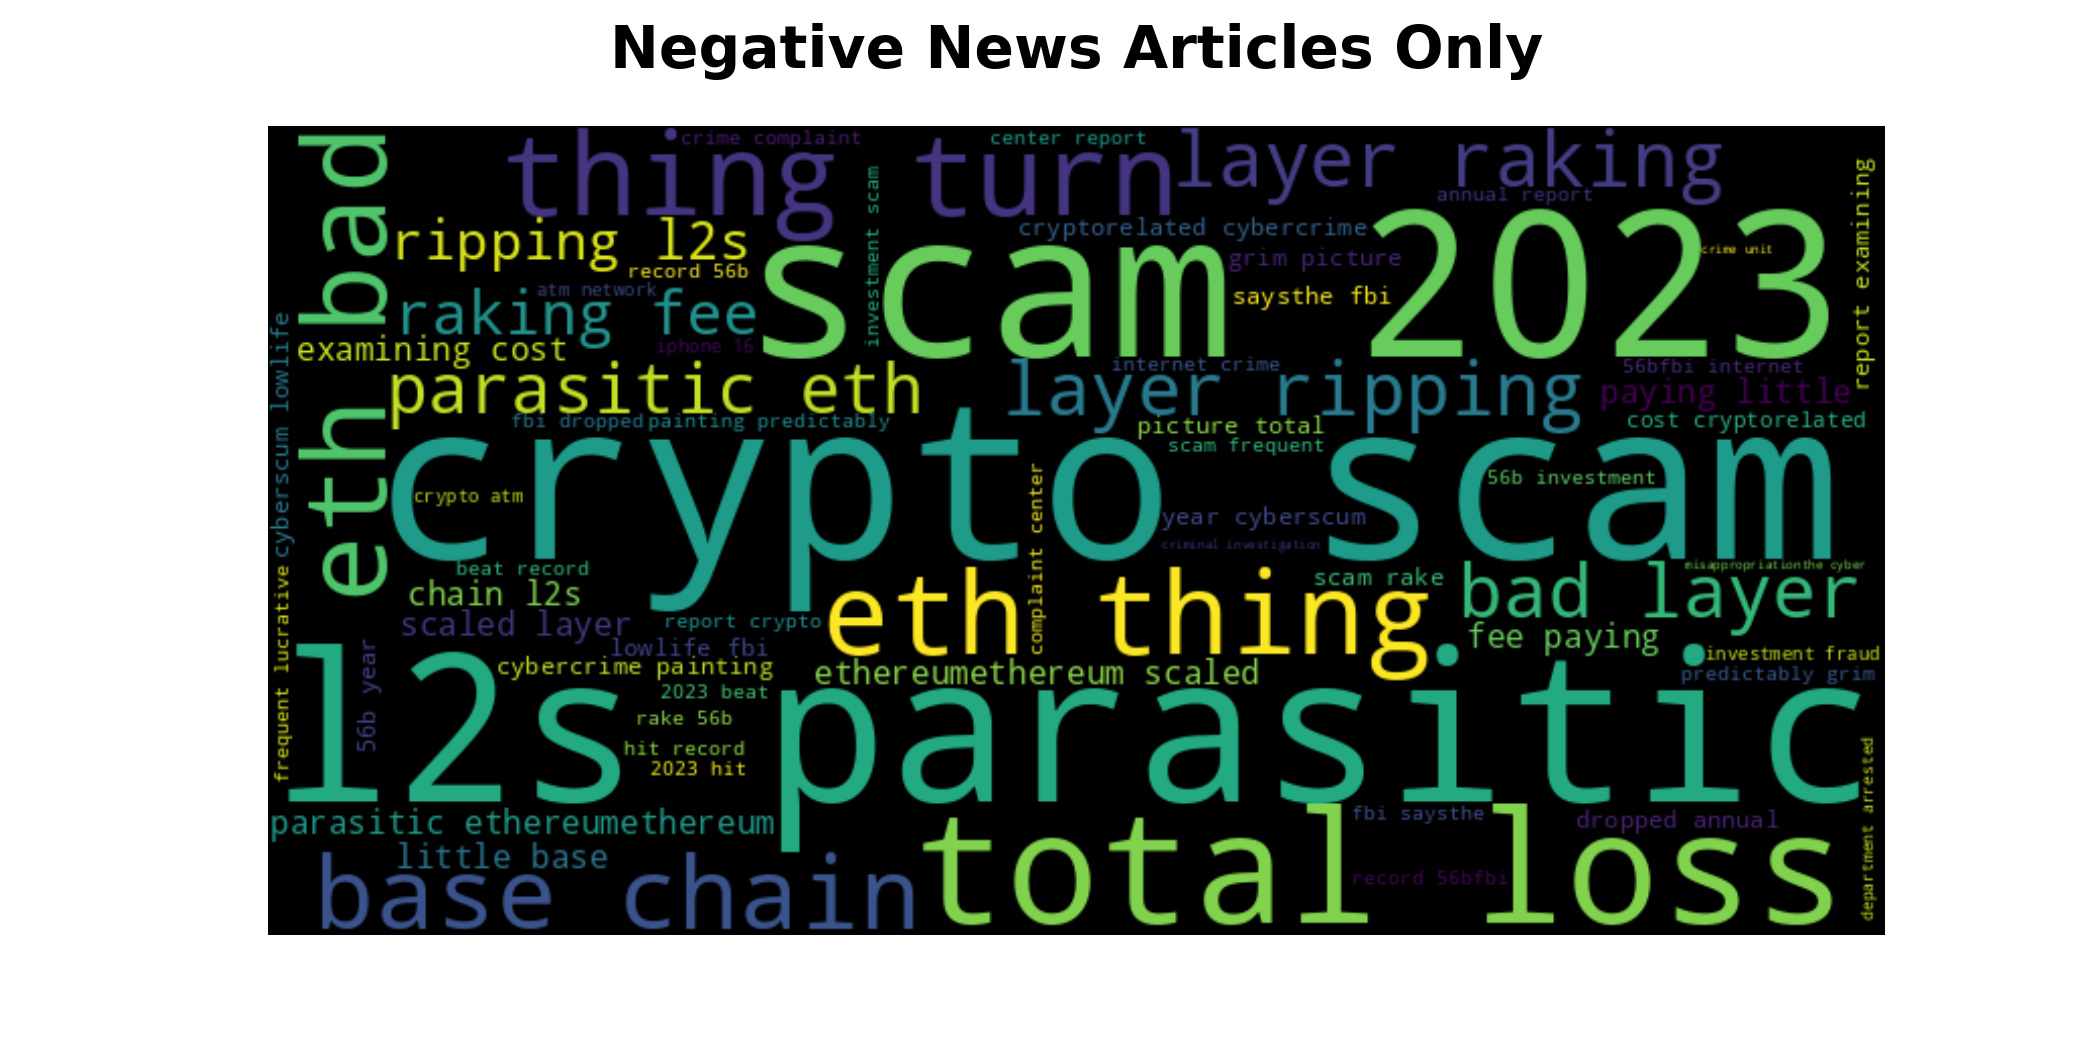 Negative News Articles Only
crime complaint
center report
thing turn
layer raking
annual report
eth bad
ripping l2s
investment scam
cryptorelated cybercrime
scam 2023
crime unit
report examining
record 56b
grim picture
atm network
raking fee
saysthe fbi
examining cost
iphone 16
cyberscum lowlife
parasitic eth
layer ripping
internet crime
56bfbi internet
paying little
fbi dropped
painting predictably
picture total
cost cryptorelated
scam frequent
crypto scam
56b investment
crypto atm
complaint center
year cyberscum
criminal investigation
beat record
misappropriationthe cyber
eth thing
scam rake
bad layer
chain l2s
frequent lucrative
scaled layer
report crypto
fee paying
lowlife fbi
investment fraud
cybercrime painting
ethereumethereum scaled
predictably grim
56b year
2023 beat
l2s parasitic
rake 56b
hit record
2023 hit
department arrested
parasitic ethereumethereum
fbi saysthe
dropped annual
total loss
little base
base chain
record 56bfbi